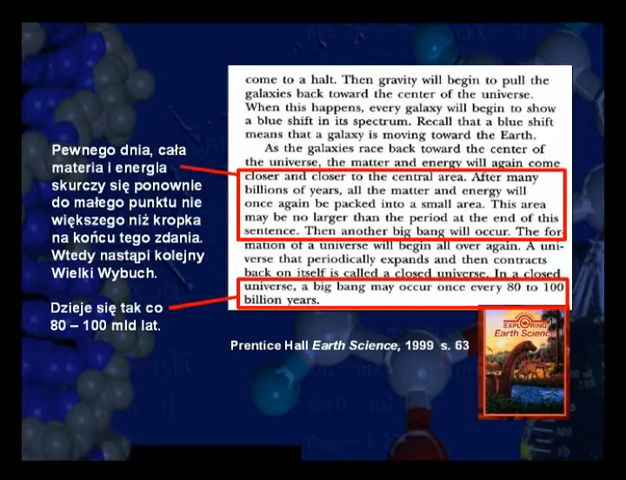 Pewnego dnia, cała
materia i energia
skurczy się ponownie
do małego punktu nie
większego niż kropka
na końcu tego zdania.
Wtedy nastąpi kolejny
Wielki Wybuch.
Dzieje się tak co
80 – 100 mld lat.
come to a halt. Then gravity will begin to pull the
galaxies back toward the center of the universe.
When this happens, every galaxy will begin to show
a blue shift in its spectrum. Recall that a blue shift
means that a galaxy is moving toward the Earth.
As the galaxies race back toward the center of
the universe, the matter and energy will again come
closer and closer to the central area. After many
billions of years, all the matter and energy will
once again be packed into a small area. This area
may be no larger than the period at the end of this
sentence. Then another big bang will occur. The for-
mation of a universe will begin all over again. A uni-
verse that periodically expands and then contracts
back on itself is called a closed universe. In a closed
universe, a big bang may occur once every 80 to 100
billion years.
Prentice Hall Earth Science, 1999 s. 63
EXPLORING
Earth Science